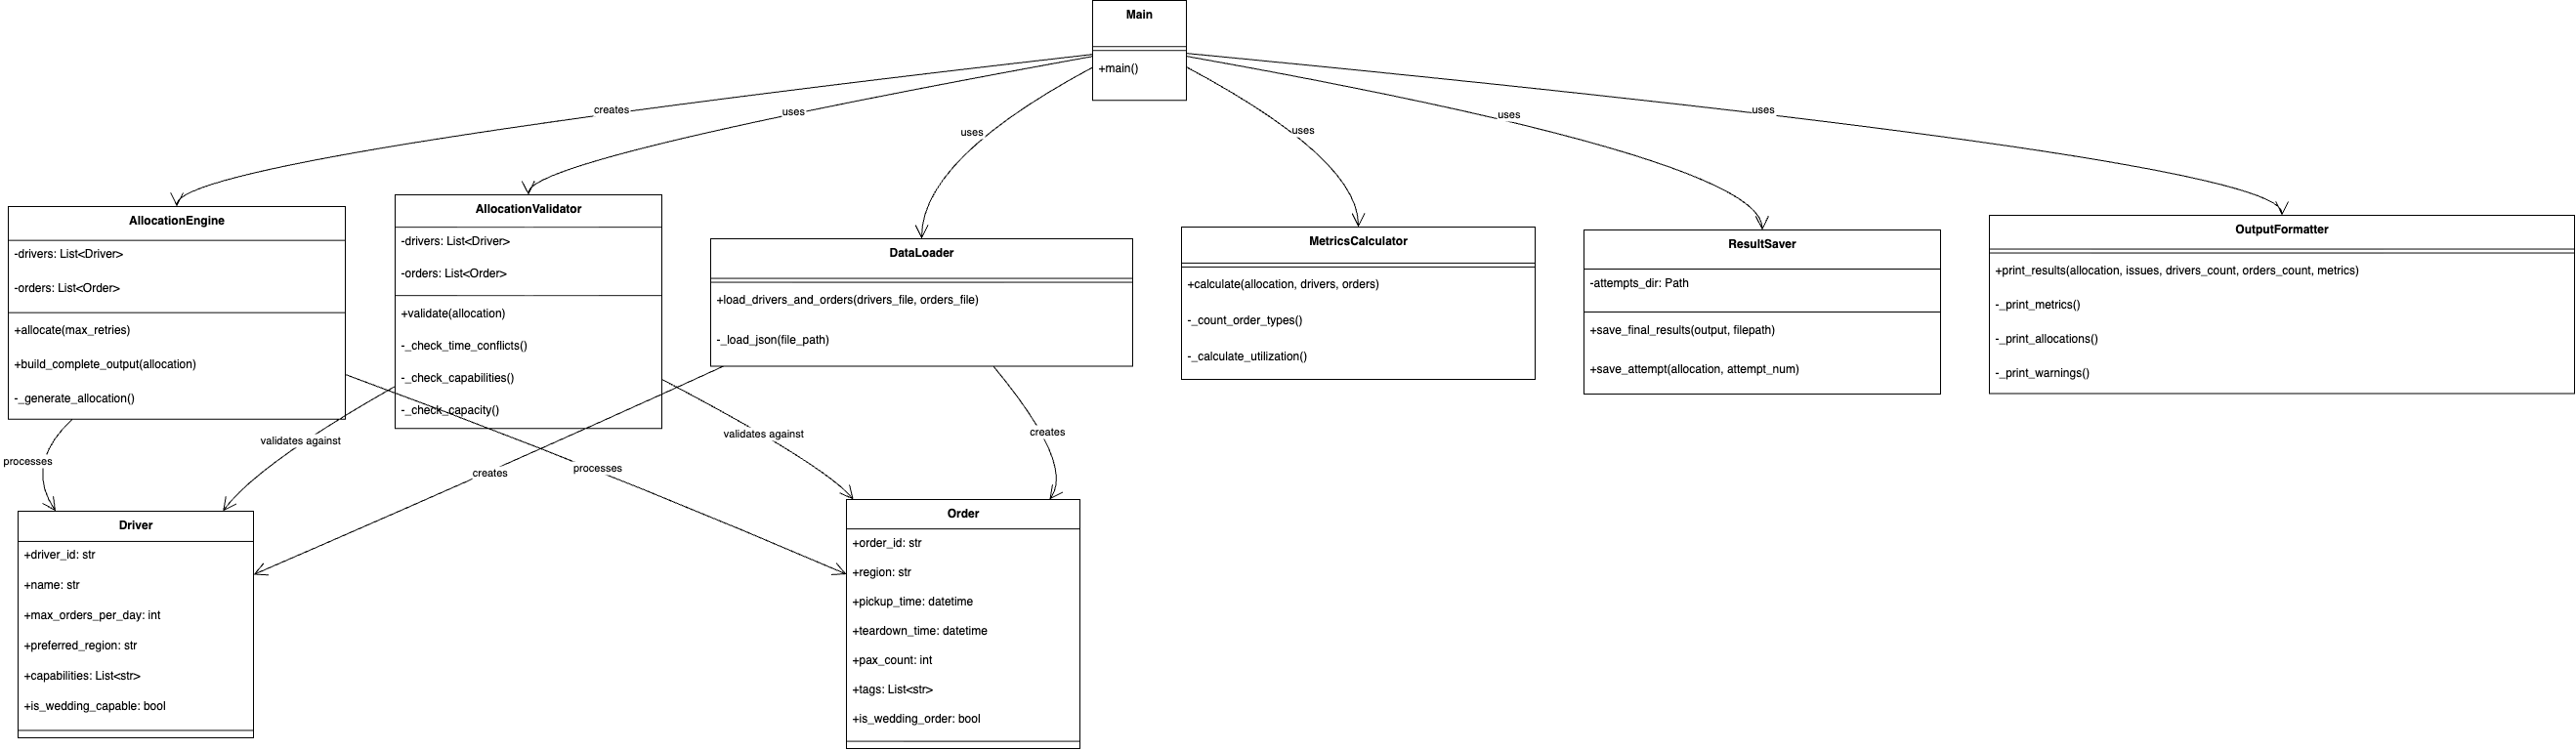 Main
+main()
creates
uses
uses
uses
uses
uses
AllocationEngine
-drivers: List<Driver>
-orders: List<Order>
+allocate(max_retries)
+build_complete_output(allocation)
-_generate_allocation()
AllocationValidator
-drivers: List<Driver>
-orders: List<Order>
+validate(allocation)
-_check_time_conflicts()
-_check_capabilities()
-_check_capacity()
DataLoader
+load_drivers_and_orders(drivers_file, orders_file)
-_load_json(file_path)
MetricsCalculator
+calculate(allocation, drivers, orders)
-_count_order_types()
-_calculate_utilization()
ResultSaver
-attempts_dir: Path
+save_final_results(output, filepath)
+save_attempt(allocation, attempt_num)
OutputFormatter
+print_results(allocation, issues, drivers_count, orders_count, metrics)
-_print_metrics()
-_print_allocations()
-_print_warnings()
processes
validates against
creates
processes
validates against
creates
Driver
+driver_id: str
+name: str
+max_orders_per_day: int
+preferred_region: str
+capabilities: List<str>
+is_wedding_capable: bool
Order
+order_id: str
+region: str
+pickup_time: datetime
+teardown_time: datetime
+pax_count: int
+tags: List<str>
+is_wedding_order: bool